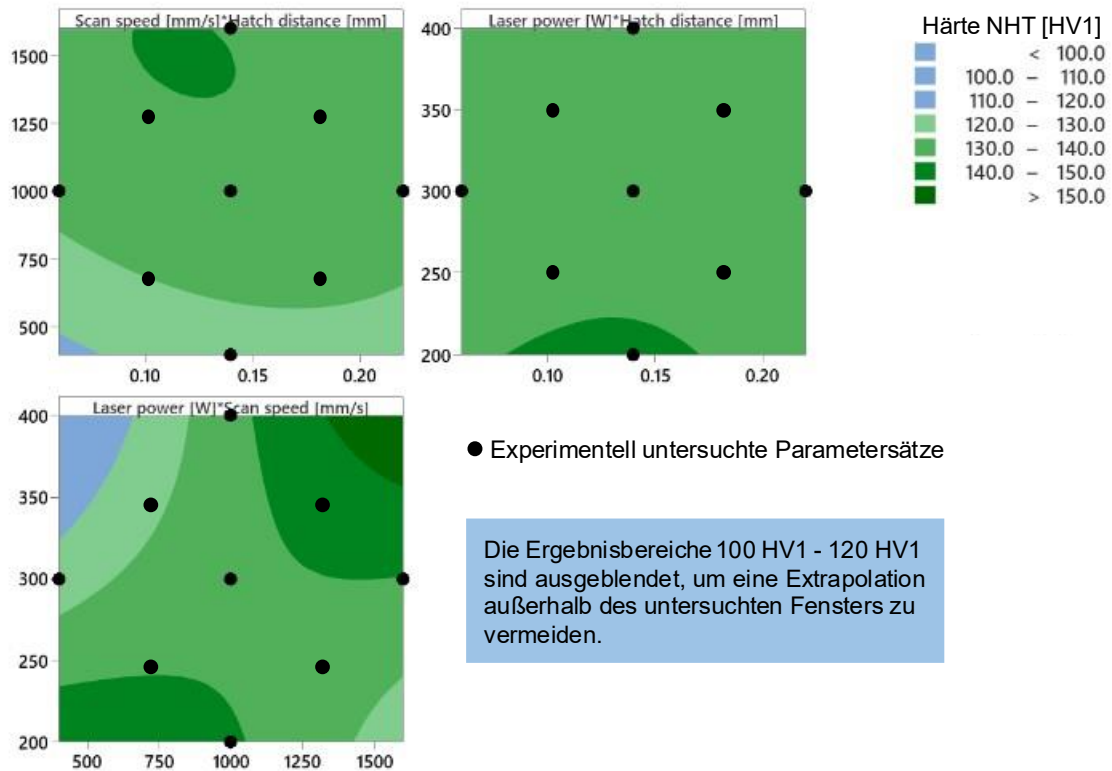 Scan speed [mm/s]*Hatch distance [mm]
1500
1250
1000
750
500
0.10 0.15 0.20
Laser power [W]*Hatch distance [mm]
400
350
300
250
200
0.10 0.15 0.20
Härte NHT [HV1]
< 100.0
100.0 – 110.0
110.0 – 120.0
120.0 – 130.0
130.0 – 140.0
140.0 – 150.0
> 150.0
Laser power [W]*Scan speed [mm/s]
400
350
300
250
200
500 750 1000 1250 1500
Experimentell untersuchte Parametersätze
Die Ergebnisbereiche 100 HV1 - 120 HV1
sind ausgeblendet, um eine Extrapolation
außerhalb des untersuchten Fensters zu
vermeiden.